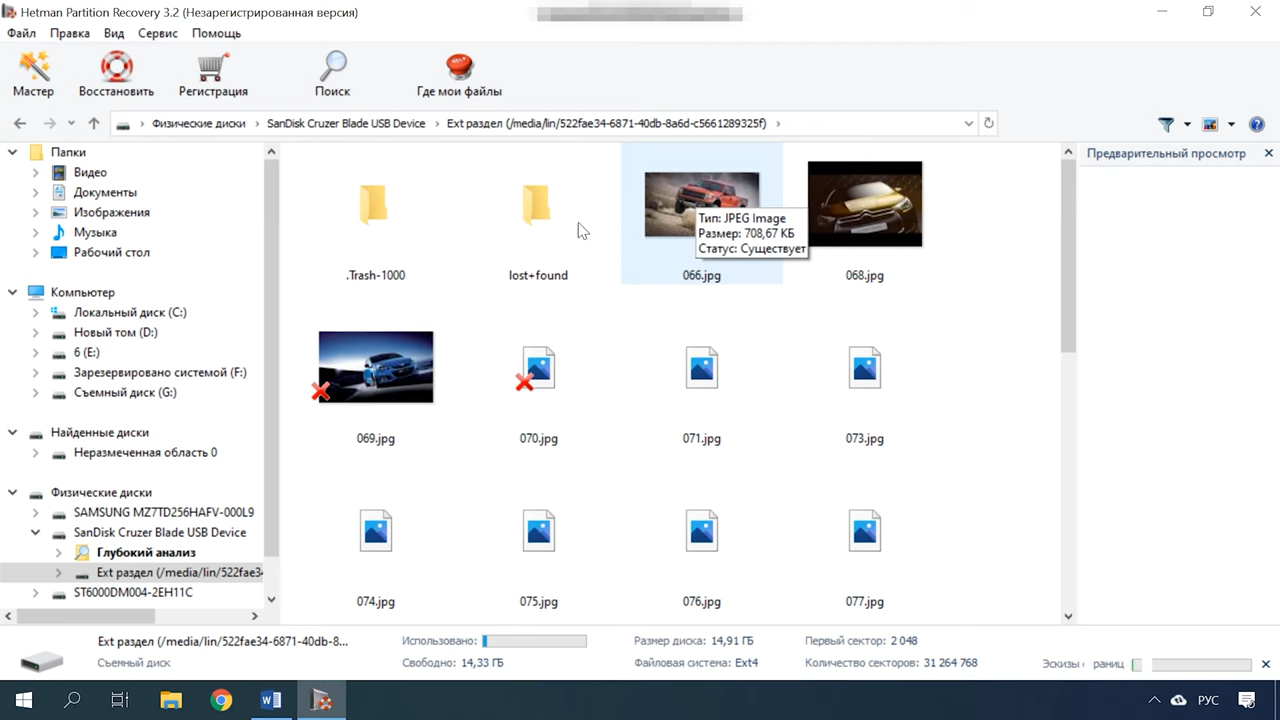 Hetman Partition Recovery 3.2 (Незарегистрированная версия)
Файл Правка Вид Сервис Помощь
Мастер Восстановить Регистрация Поиск Где мои файлы
Физические диски SanDisk Cruzer Blade USB Device Ext раздел (/media/lin/522fae34-6871-40db-8a6d-c5661289325f)
Папки
Видео
Документы
Изображения
Музыка
Рабочий стол
Компьютер
Локальный диск (C:)
Новый том (D:)
6 (E:)
Зарезервировано системой (F:)
Съемный диск (G:)
Найденные диски
Неразмеченная область 0
Физические диски
SAMSUNG MZ7TD256HAFV-000L9
SanDisk Cruzer Blade USB Device
Глубокий анализ
Ext раздел (/media/lin/522fae34
ST6000DM004-2EH11C
.Trash-1000 lost+found 066.jpg 068.jpg
Тип: JPEG Image
Размер: 708,67 КБ
Статус: Существует
069.jpg 070.jpg 071.jpg 073.jpg
074.jpg 075.jpg 076.jpg 077.jpg
Предварительный просмотр
Ext раздел (/media/lin/522fae34-6871-40db-8... Использовано: Размер диска: 14,91 ГБ Первый сектор: 2 048
Съемный диск Свободно: 14,33 ГБ Файловая система: Ext4 Количество секторов: 31 264 768 Эскизы раниц
РУС